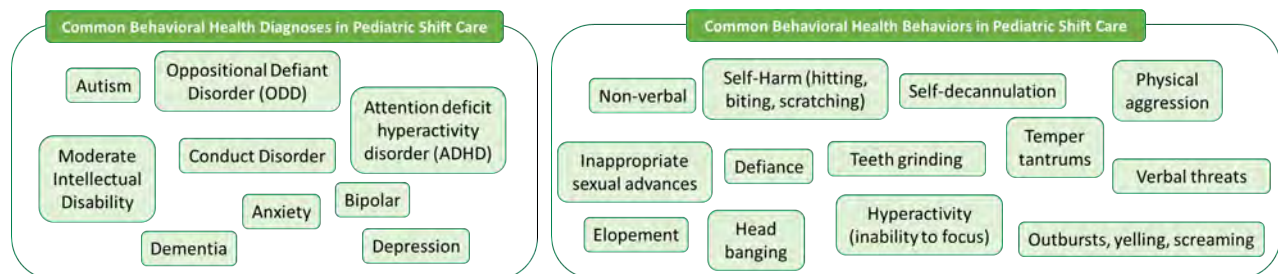 Common Behavioral Health Diagnoses in Pediatric Shift Care
Autism
Oppositional Defiant
Disorder (ODD)
Attention deficit
hyperactivity
disorder (ADHD)
Moderate
Intellectual
Disability
Conduct Disorder
Anxiety
Bipolar
Dementia
Depression
Common Behavioral Health Behaviors in Pediatric Shift Care
Non-verbal
Self-Harm (hitting,
biting, scratching)
Self-decannulation
Physical
aggression
Inappropriate
sexual advances
Defiance
Teeth grinding
Temper
tantrums
Verbal threats
Elopement
Head
banging
Hyperactivity
(inability to focus)
Outbursts, yelling, screaming